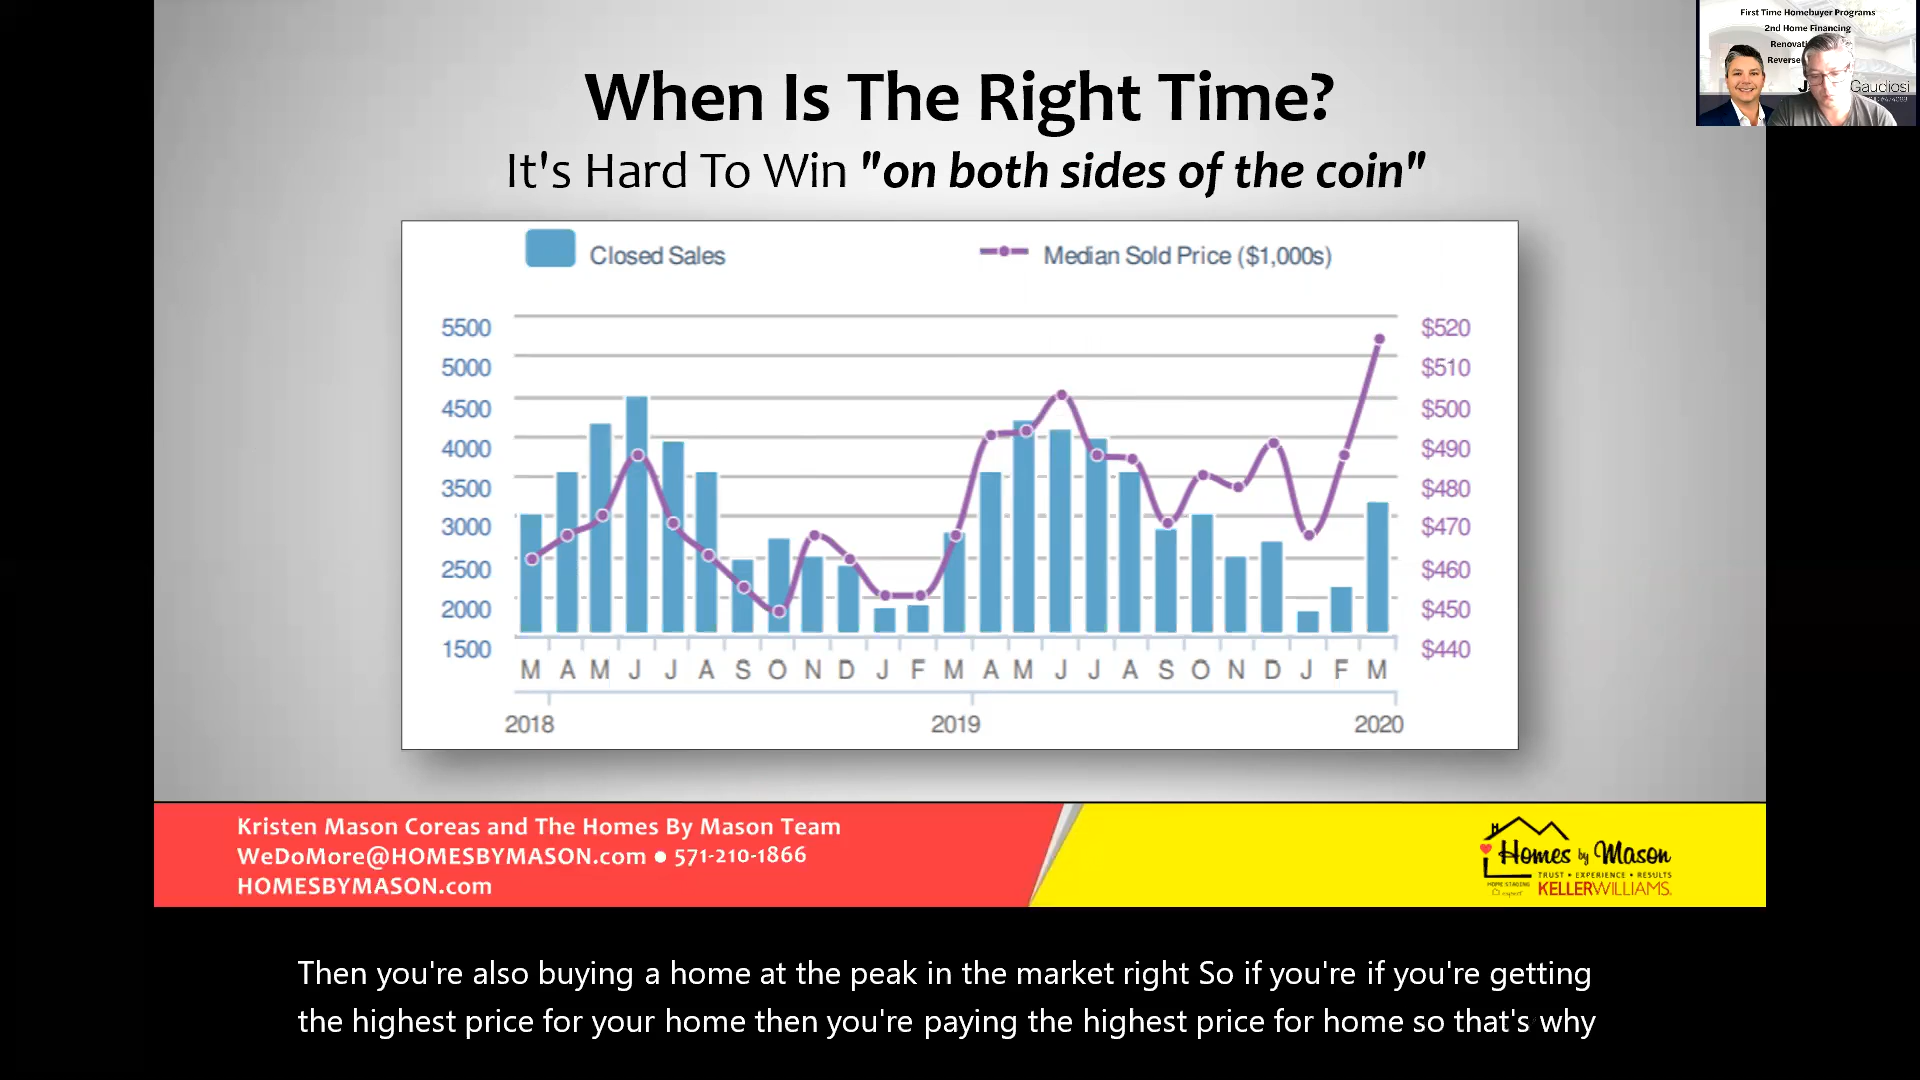 First Time Homebuyer Programs
2nd Home Financing
Reverse
Gaudiosi
When Is The Right Time?
It's Hard To Win "on both sides of the coin"
Closed Sales
Median Sold Price ($1,000s)
5500 $520
5000 $510
4500 $500
4000 $490
3500 $480
3000 $470
2500 $460
2000 $450
1500 $440
M A M J J A S O N D J F M A M J J A S O N D J F M
2018 2019 2020
Kristen Mason Coreas and The Homes By Mason Team
WeDoMore@HOMESBYMASON.com ● 571-210-1866
HOMESBYMASON.com
Homes by Mason
TRUST • EXPERIENCE • RESULTS
HOME STAGING
KELLERWILLIAMS.
Then you're also buying a home at the peak in the market right So if you're if you're getting
the highest price for your home then you're paying the highest price for home so that's why